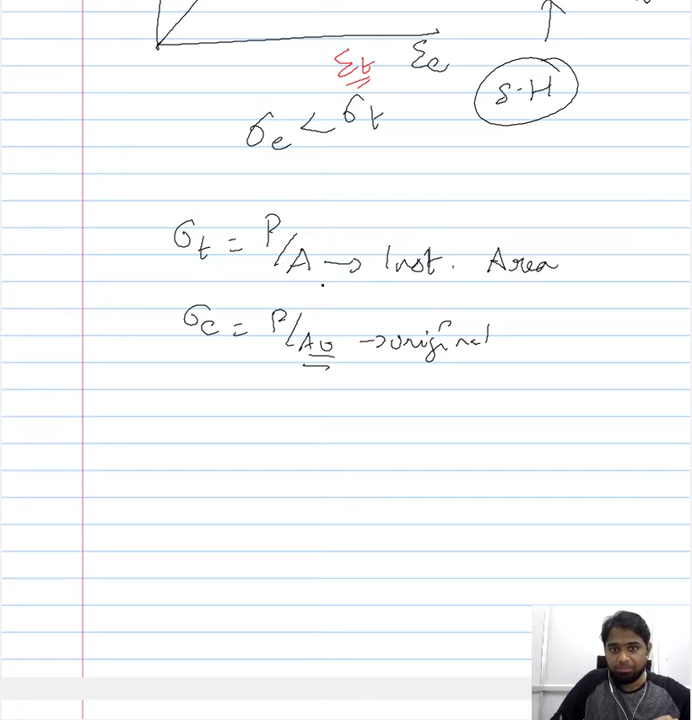 εt εe
S-H
σe < σt
σt = P/A → Inst. Area
σe = P/A0 → original